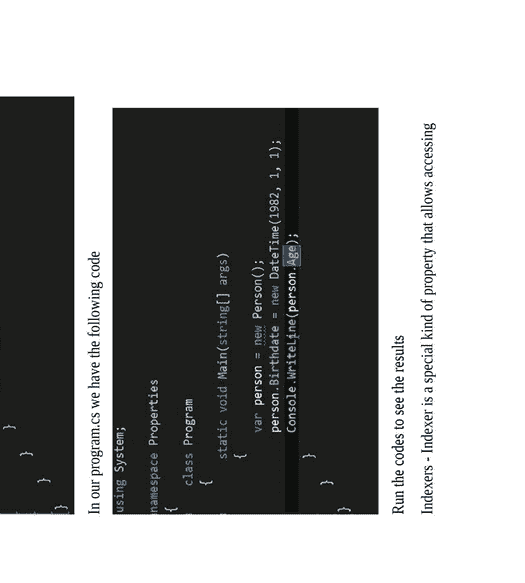 }
}
}
}
In our program.cs we have the following code
using System;
namespace Properties
{
class Program
{
static void Main(string[] args)
{
var person = new Person();
person.Birthdate = new DateTime(1982, 1, 1);
Console.WriteLine(person.Age);
}
}
}
Run the codes to see the results
Indexers - Indexer is a special kind of property that allows accessing